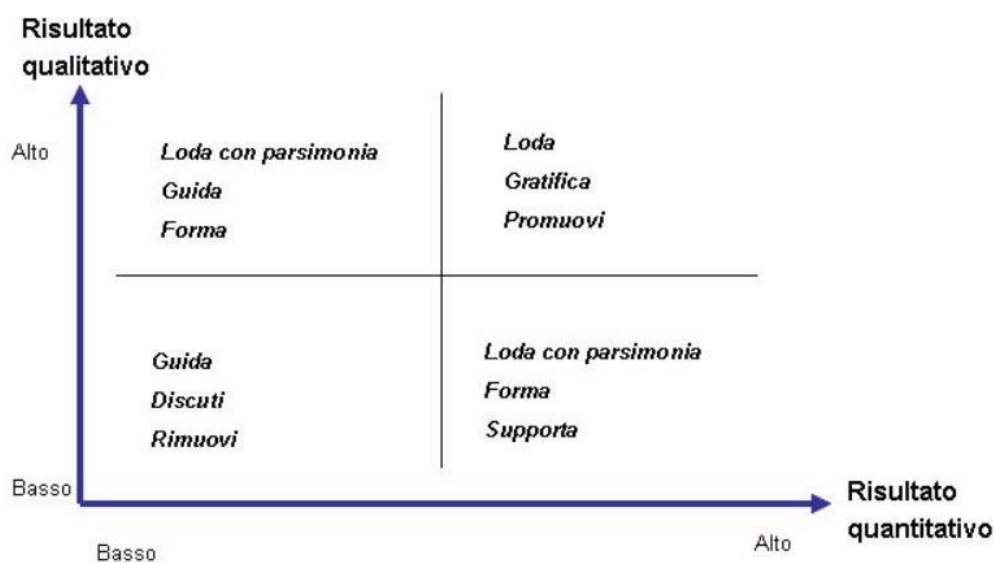 Risultato
qualitativo
Alto
Loda con parsimonia
Guida
Forma
Loda
Gratifica
Promuovi
Guida
Discuti
Rimuovi
Loda con parsimonia
Forma
Supporta
Basso
Risultato
quantitativo
Basso
Alto